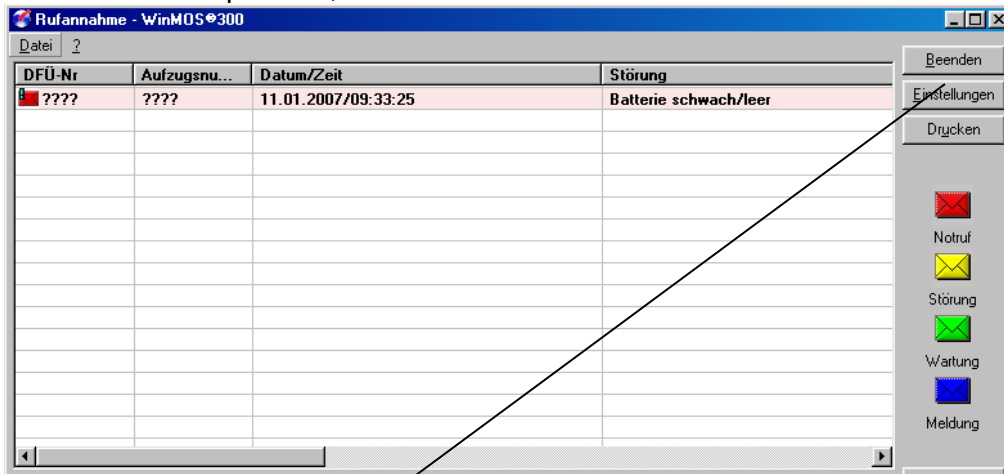 Rufannahme - WinMOS®300
Datei ?
Beenden
DFÜ-Nr Aufzugsnu... Datum/Zeit Störung
???? ???? 11.01.2007/09:33:25 Batterie schwach/leer
Einstellungen
Drucken
Notruf
Störung
Wartung
Meldung